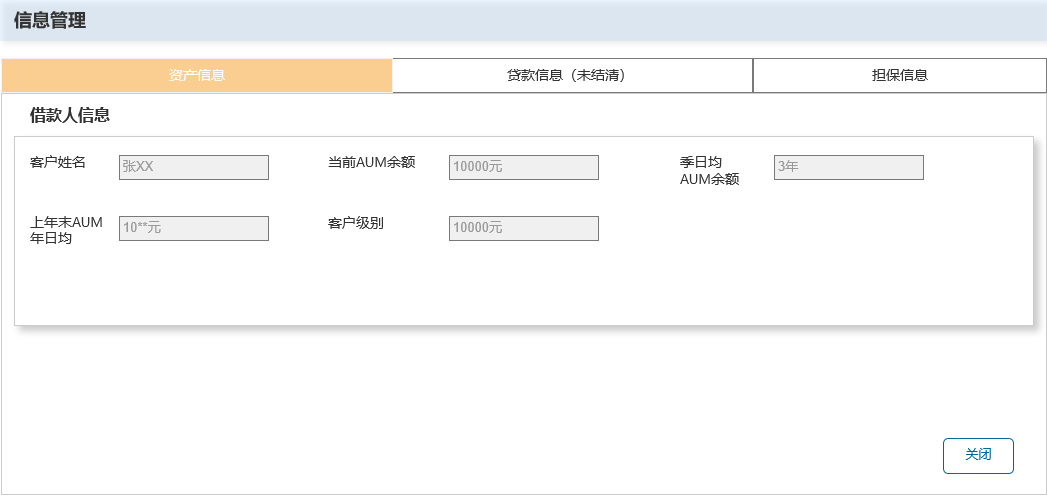 信息管理
资产信息
贷款信息（未结清）
担保信息
借款人信息
客户姓名
张XX
当前AUM余额
10000元
季日均
AUM余额
3年
上年末AUM
年日均
10**元
客户级别
10000元
关闭